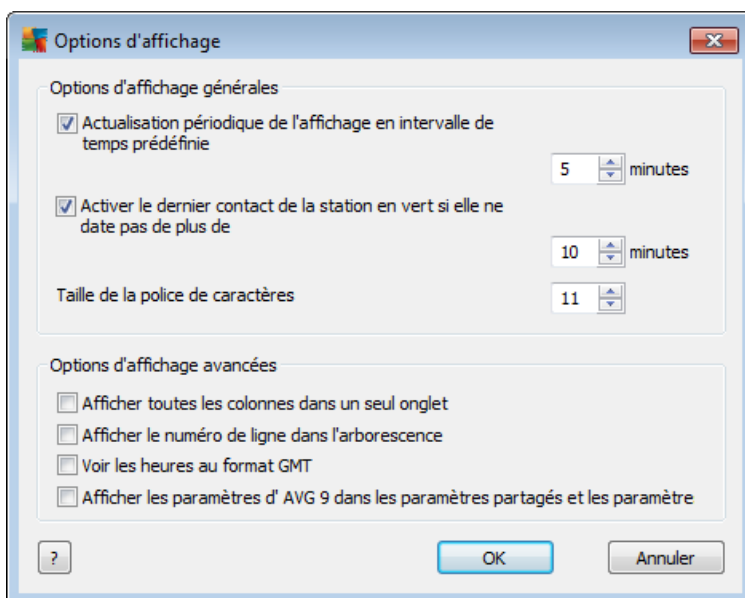 Options d'affichage
Options d'affichage générales
Actualisation périodique de l'affichage en intervalle de
temps prédéfinie
5 minutes
Activer le dernier contact de la station en vert si elle ne
date pas de plus de
10 minutes
Taille de la police de caractères 11
Options d'affichage avancées
Afficher toutes les colonnes dans un seul onglet
Afficher le numéro de ligne dans l'arborescence
Voir les heures au format GMT
Afficher les paramètres d' AVG 9 dans les paramètres partagés et les paramètre
? OK Annuler